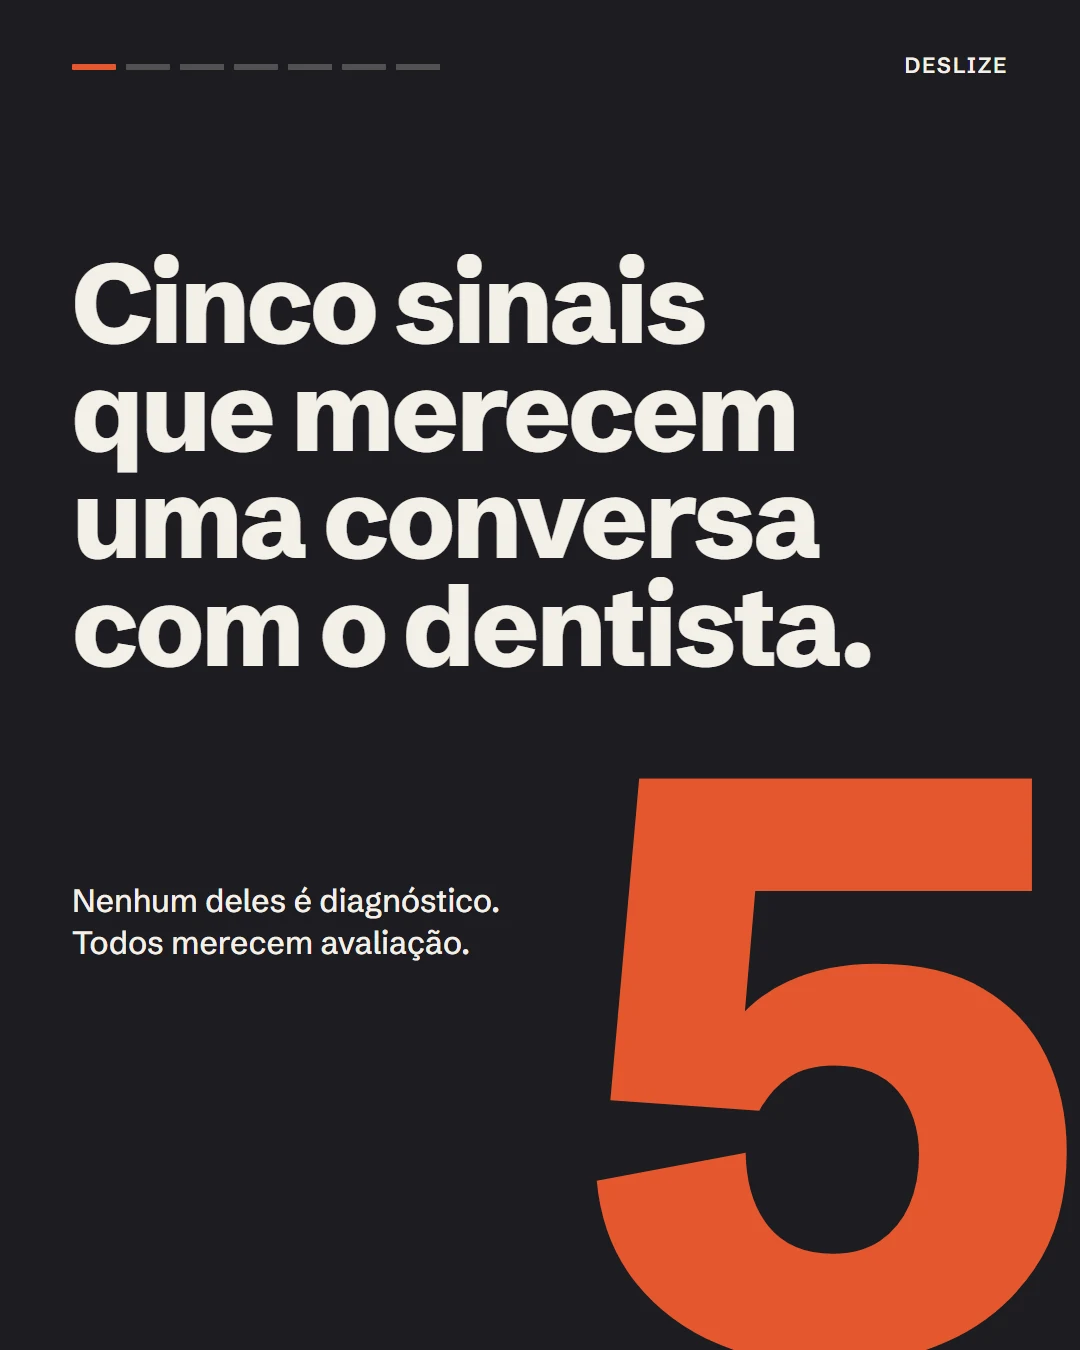 DESLIZE
Cinco sinais
que merecem
uma conversa
com o dentista.
Nenhum deles é diagnóstico.
Todos merecem avaliação.
5